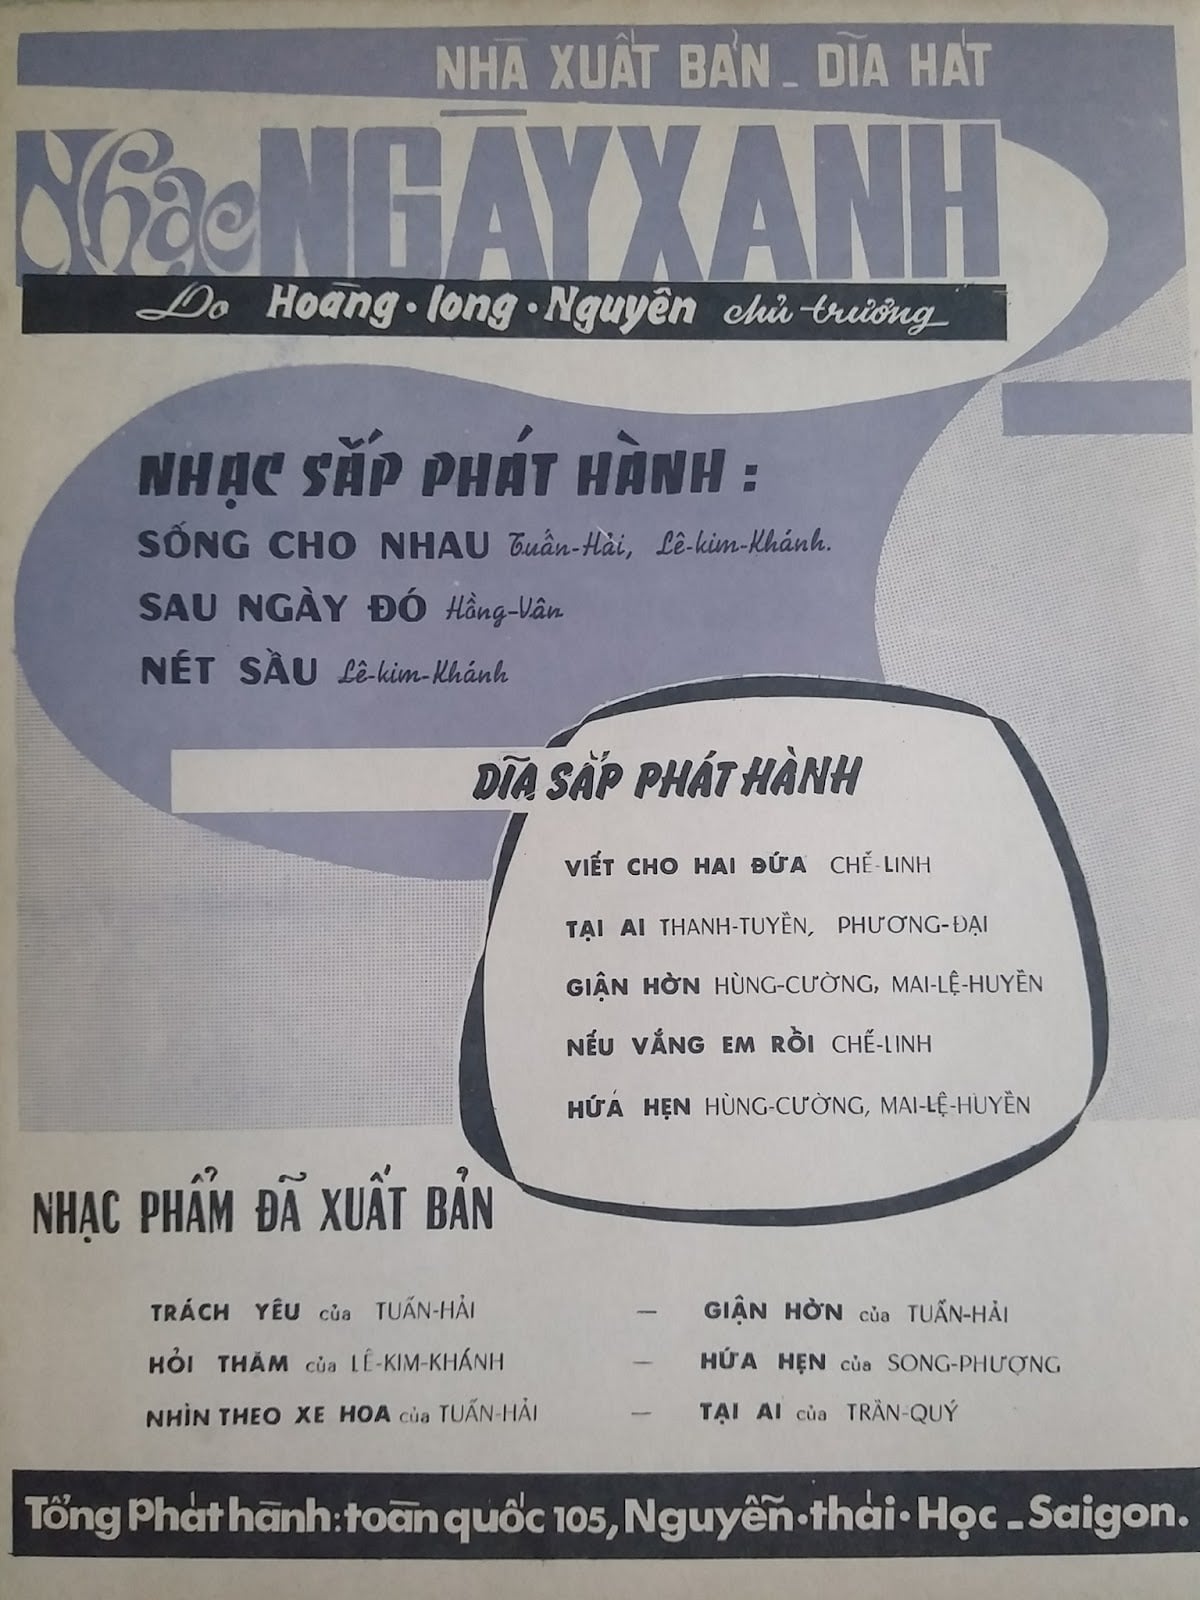 NHÀ XUẤT BẢN - DĨA HÁT
Nhạc NGÀY XANH
Do Hoàng • long • Nguyên chủ trương
NHẠC SẮP PHÁT HÀNH :
SỐNG CHO NHAU Tuấn-Hải, Lê-kim-Khánh.
SAU NGÀY ĐÓ Hồng-Vân
NÉT SẦU Lê-kim-Khánh
DĨA SẮP PHÁT HÀNH
VIẾT CHO HAI ĐỨA CHẾ-LINH
TẠI AI THANH-TUYỀN, PHƯƠNG-ĐẠI
GIẬN HỜN HÙNG-CƯỜNG, MAI-LỆ-HUYỀN
NẾU VẮNG EM RỒI CHẾ-LINH
HỨA HẸN HÙNG-CƯỜNG, MAI-LỆ-HUYỀN
NHẠC PHẨM ĐÃ XUẤT BẢN
TRÁCH YÊU của TUẤN-HẢI — GIẬN HỜN của TUẤN-HẢI
HỎI THĂM của LÊ-KIM-KHÁNH — HỨA HẸN của SONG-PHƯỢNG
NHÌN THEO XE HOA của TUẤN-HẢI — TẠI AI của TRẦN-QUÝ
Tổng Phát hành: toàn quốc 105, Nguyễn • thái • Học - Saigon.